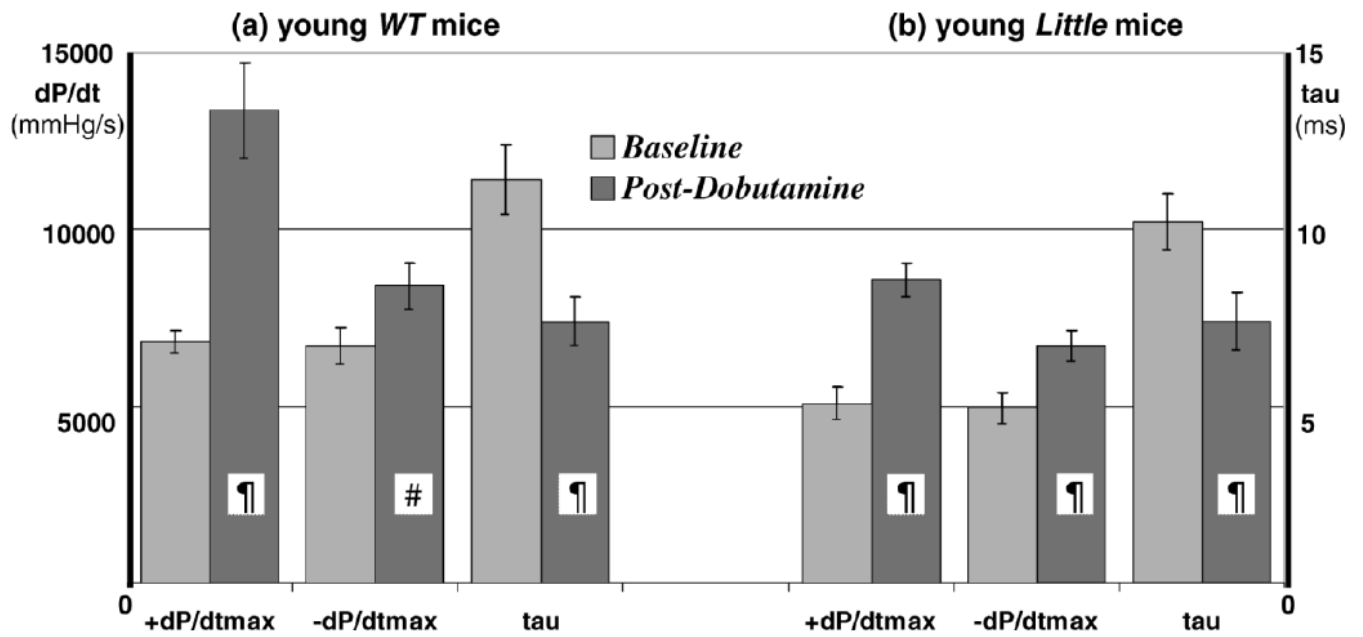 (a) young WT mice
(b) young Little mice
15000
dP/dt
(mmHg/s)
10000
5000
0
15
tau
(ms)
10
5
0
Baseline
Post-Dobutamine
¶
#
¶
¶
¶
¶
+dP/dtmax
-dP/dtmax
tau
+dP/dtmax
-dP/dtmax
tau